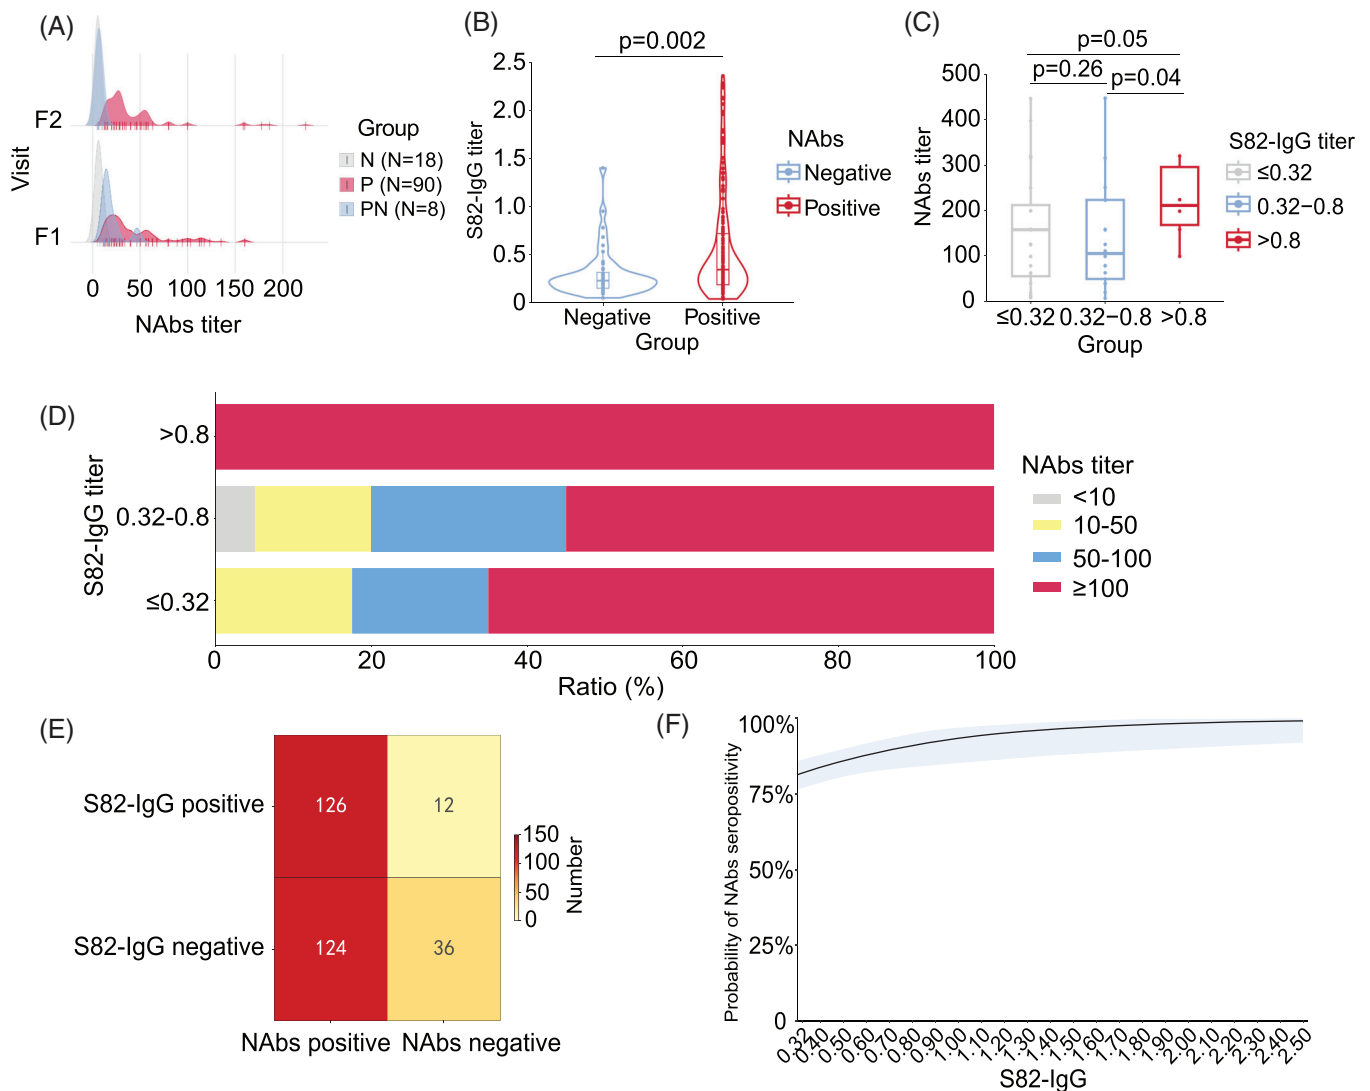 (A)
F2
F1
Visit
0 50 100 150 200
NAbs titer
Group
N (N=18)
P (N=90)
PN (N=8)
(B)
p=0.002
S82-IgG titer
2.5
2.0
1.5
1.0
0.5
0
Negative Positive
Group
NAbs
Negative
Positive
(C)
p=0.05
p=0.26
p=0.04
NAbs titer
500
400
300
200
100
0
≤0.32 0.32−0.8 >0.8
Group
S82-IgG titer
≤0.32
0.32−0.8
>0.8
(D)
S82-IgG titer
>0.8
0.32-0.8
≤0.32
0 20 40 60 80 100
Ratio (%)
NAbs titer
<10
10-50
50-100
≥100
(E)
S82-IgG positive
126 12
S82-IgG negative
124 36
NAbs positive NAbs negative
150
100
50
0
Number
(F)
Probability of NAbs seropositivity
100%
75%
50%
25%
0
0.32 0.40 0.50 0.60 0.70 0.80 0.90 1.00 1.10 1.20 1.30 1.40 1.50 1.60 1.70 1.80 1.90 2.00 2.10 2.20 2.30 2.40 2.50
S82-IgG